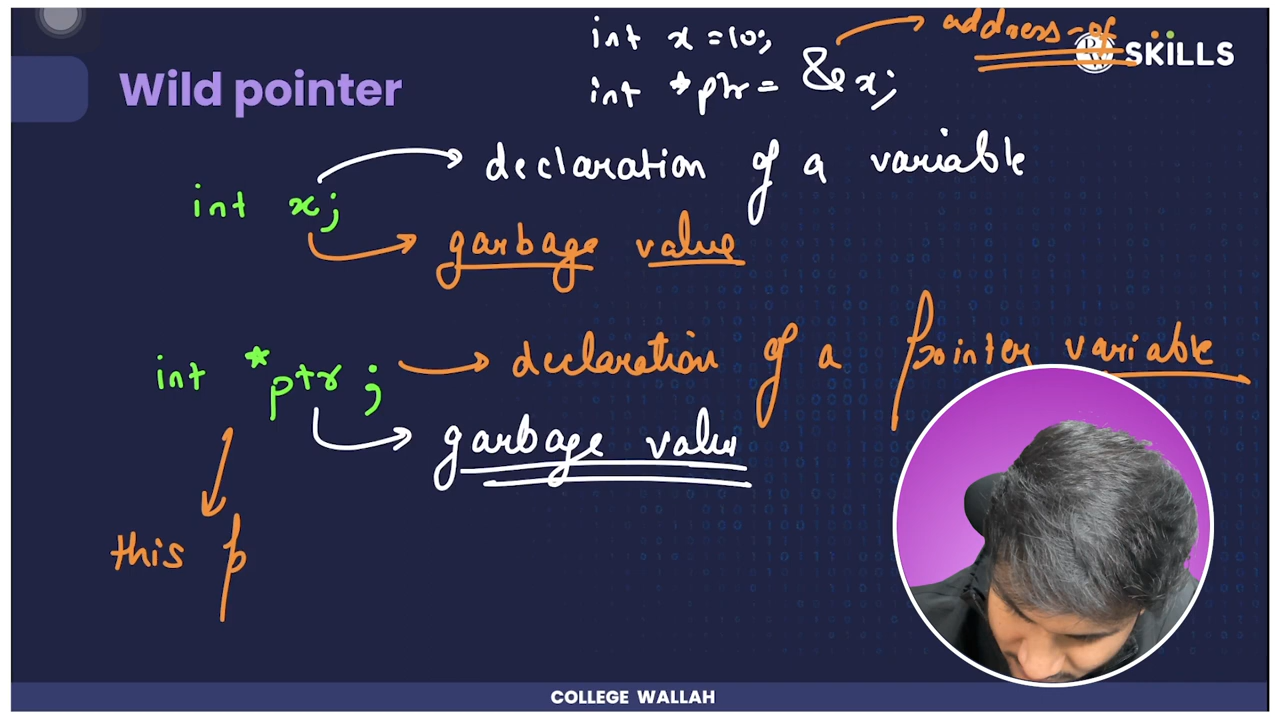 int x = 10;
address-of
SKILLS
Wild pointer
int *ptr = &x;
declaration of a variable
int x;
garbage value
int *ptr; declaration of a pointer variable
garbage value
this p
COLLEGE WALLAH